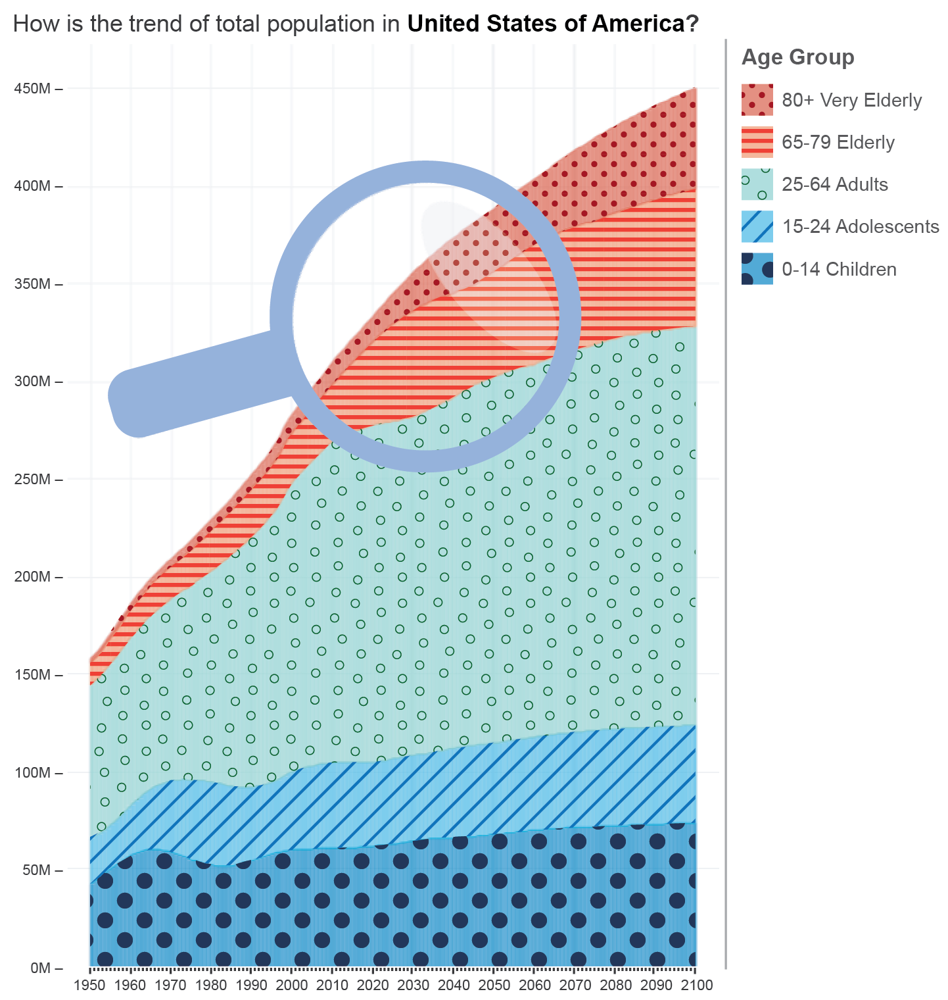 How is the trend of total population in United States of America?
Age Group
80+ Very Elderly
65-79 Elderly
25-64 Adults
15-24 Adolescents
0-14 Children
450M –
400M –
350M –
300M –
250M –
200M –
150M –
100M –
50M –
0M –
1950 1960 1970 1980 1990 2000 2010 2020 2030 2040 2050 2060 2070 2080 2090 2100